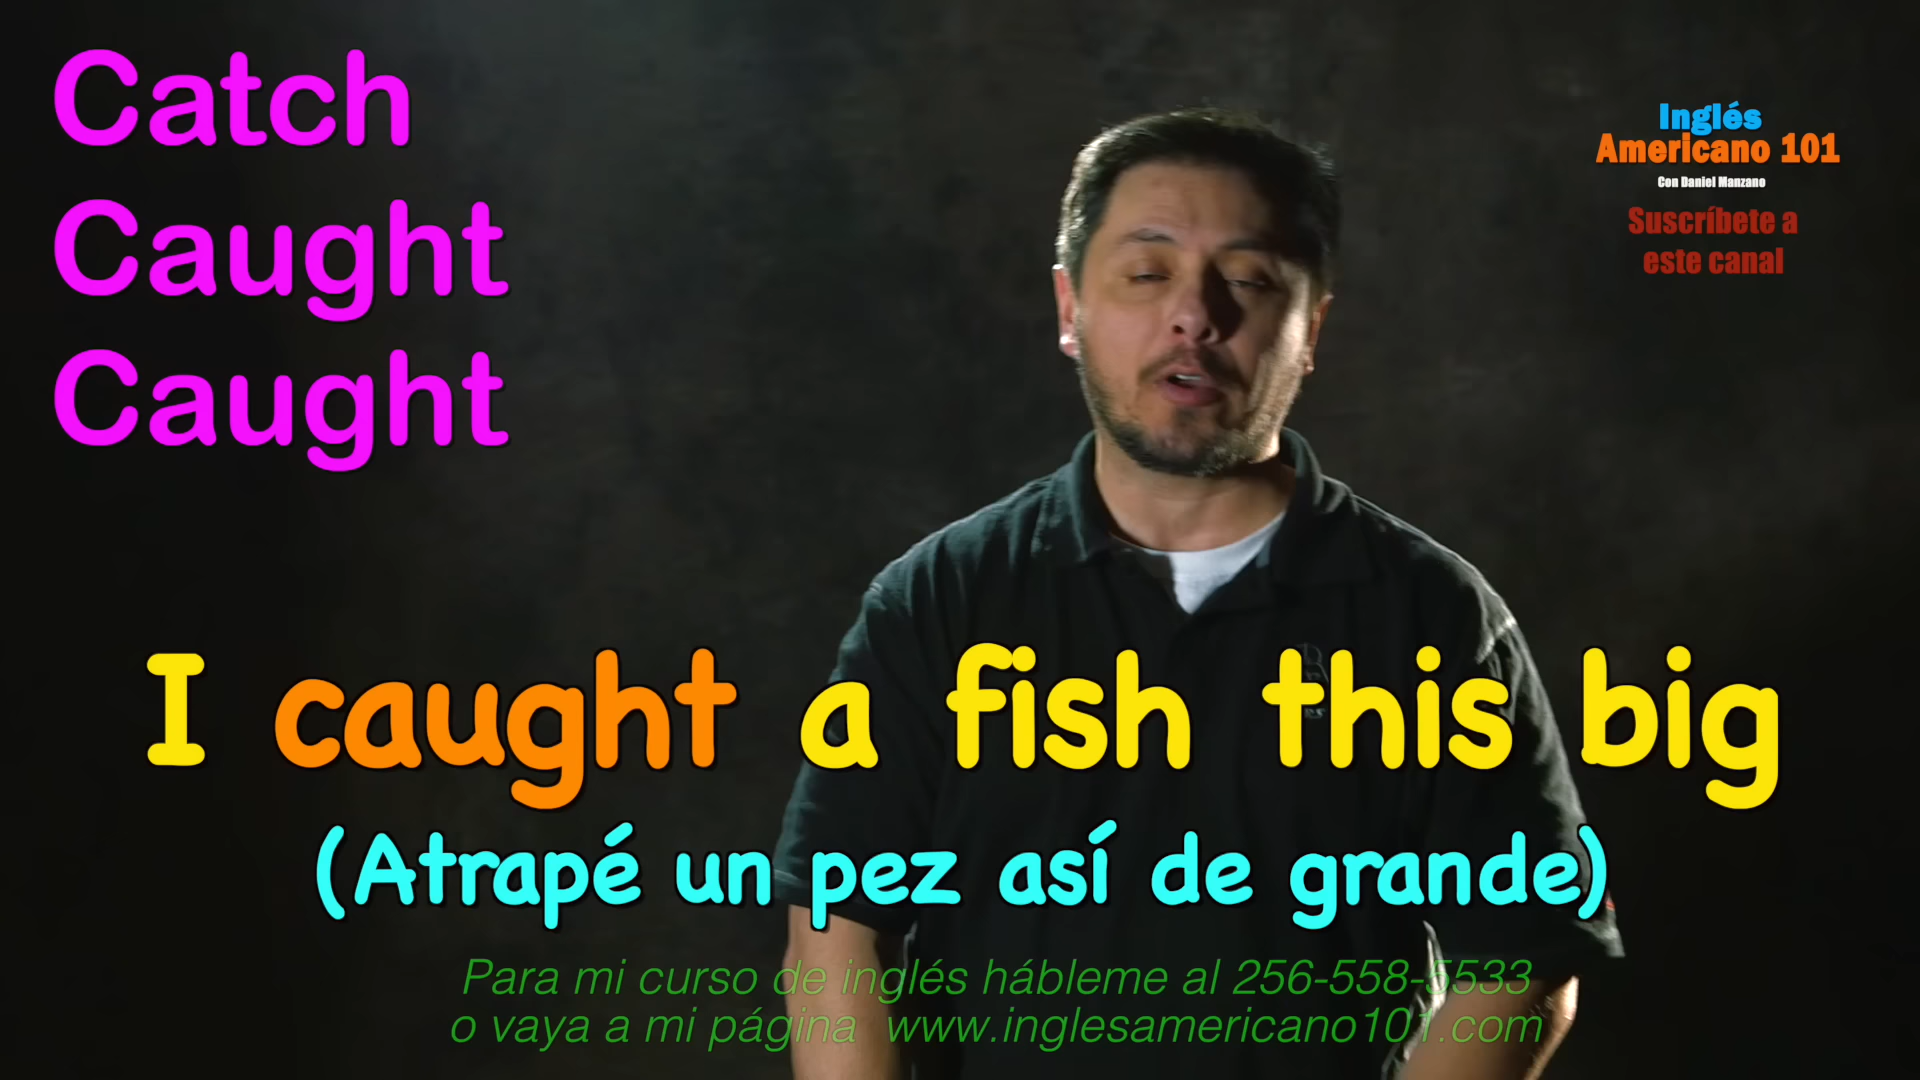 Catch
Caught
Caught
Inglés
Americano 101
Con Daniel Manzano
Suscríbete a
este canal
I caught a fish this big
(Atrapé un pez así de grande)
Para mi curso de inglés hábleme al 256-558-5533
o vaya a mi página www.inglesamericano101.com